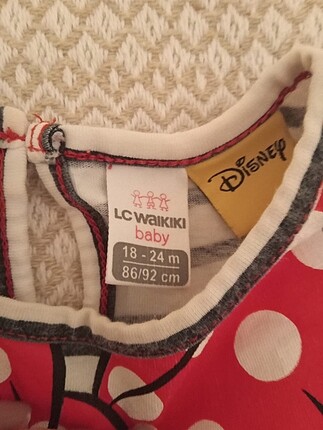 LC WAIKIKI
baby
18 - 24 m
86/92 cm
Disney